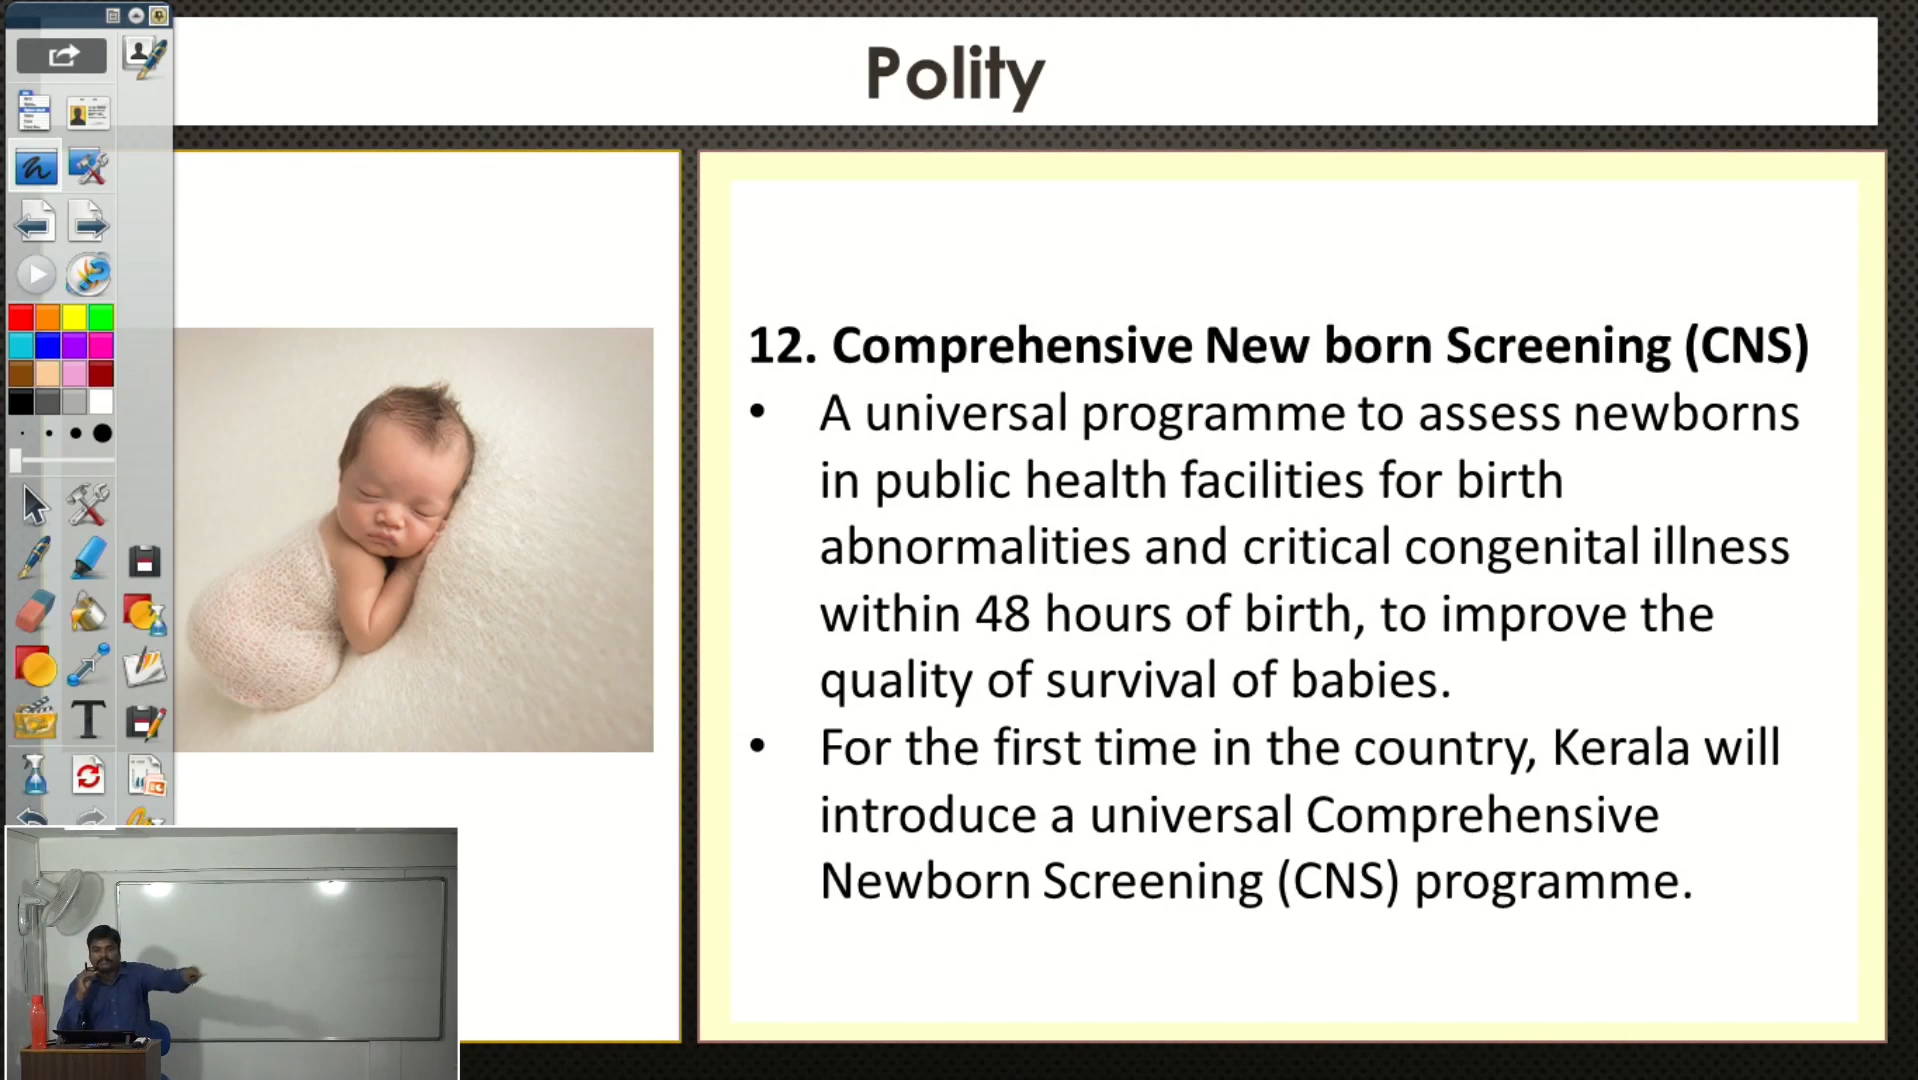 Polity
12. Comprehensive New born Screening (CNS)
• A universal programme to assess newborns
in public health facilities for birth
abnormalities and critical congenital illness
within 48 hours of birth, to improve the
quality of survival of babies.
• For the first time in the country, Kerala will
introduce a universal Comprehensive
Newborn Screening (CNS) programme.